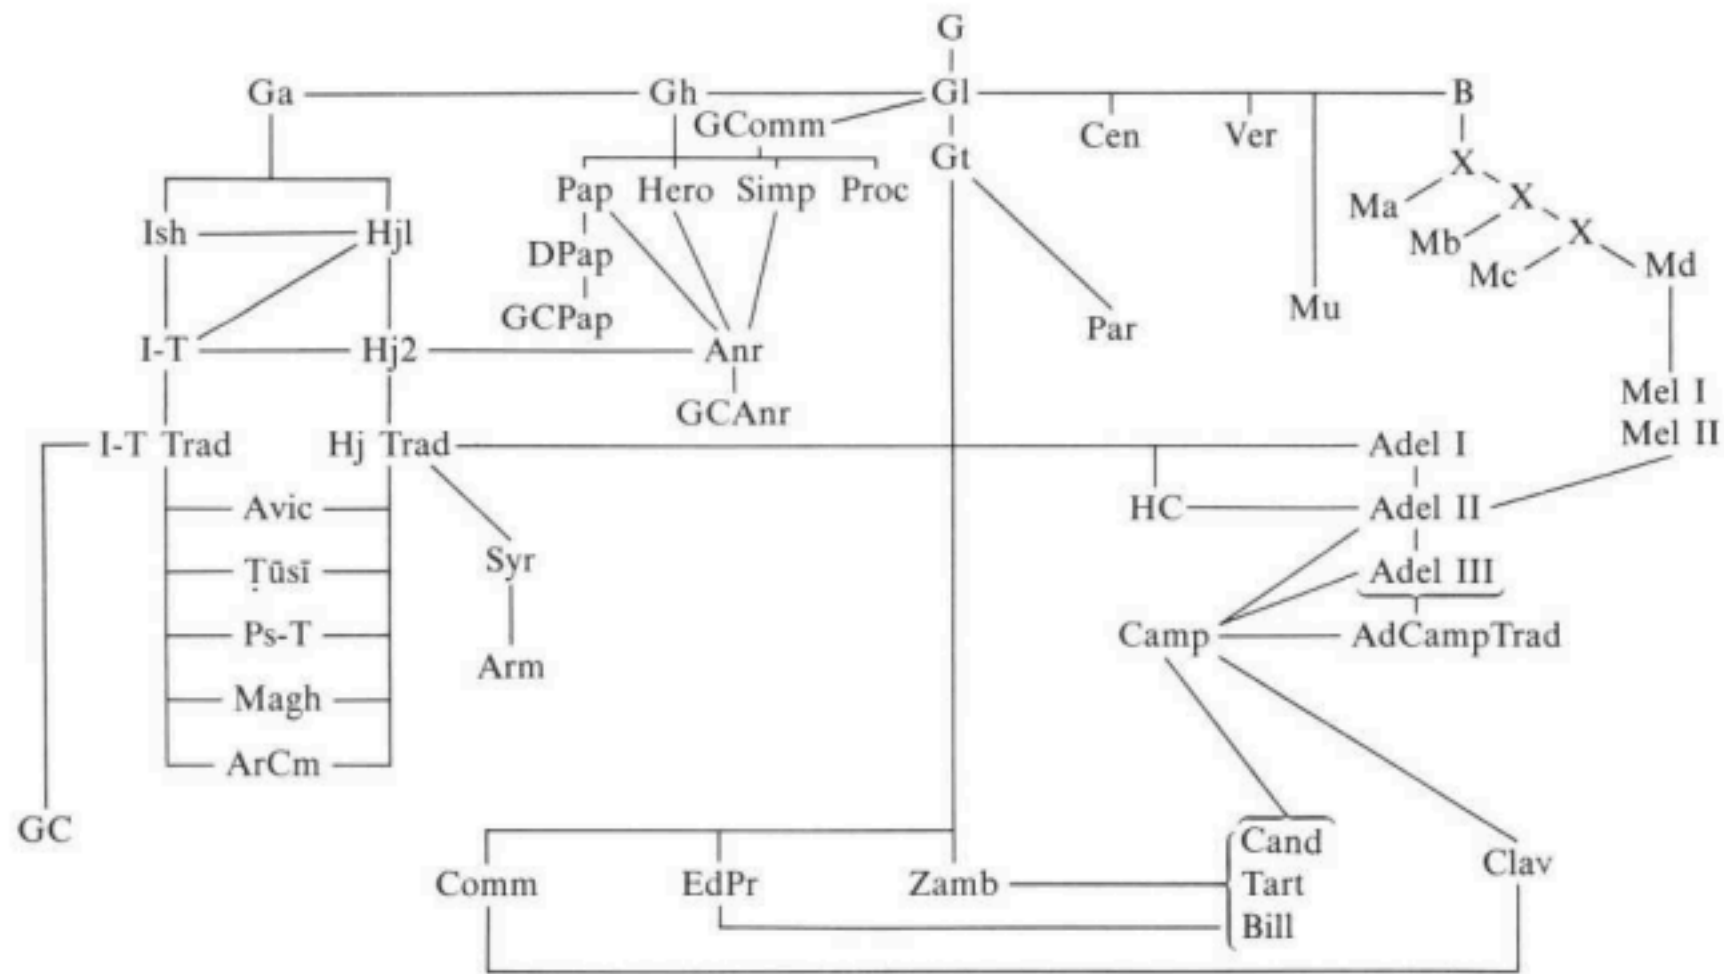 G
Ga Gh Gl B
GComm Cen Ver
Gt X
Pap Hero Simp Proc
Ma X
Ish Hjl Mb X
DPap Mc Md
GCPap Mu
Par
I-T Hj2 Anr
Mel I
GCAnr
Mel II
I-T Trad Hj Trad Adel I
Avic HC Adel II
Syr
Ṭūsī Adel III
Ps-T Camp AdCampTrad
Arm
Magh
ArCm
GC Cand
Clav
Comm EdPr Zamb Tart
Bill